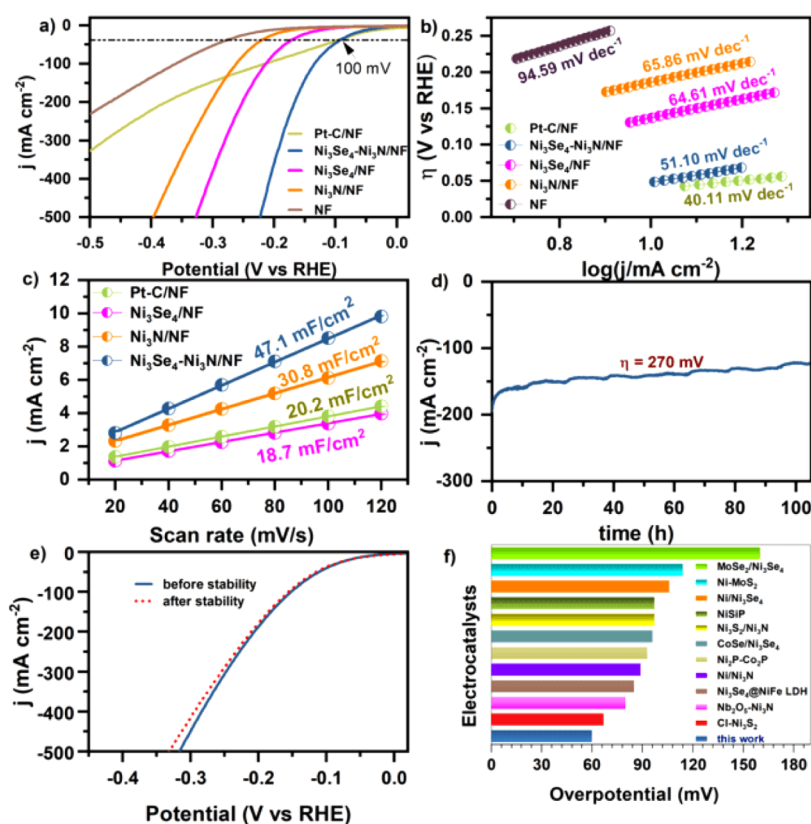 a)
j (mA cm⁻²)
0
-100
-200
-300
-400
-500
100 mV
Pt-C/NF
Ni₃Se₄-Ni₃N/NF
Ni₃Se₄/NF
Ni₃N/NF
NF
-0.5 -0.4 -0.3 -0.2 -0.1 0.0
Potential (V vs RHE)
b)
η (V vs RHE)
0.25
0.20
0.15
0.10
0.05
0.00
94.59 mV dec⁻¹
65.86 mV dec⁻¹
64.61 mV dec⁻¹
51.10 mV dec⁻¹
40.11 mV dec⁻¹
Pt-C/NF
Ni₃Se₄-Ni₃N/NF
Ni₃Se₄/NF
Ni₃N/NF
NF
0.8 1.0 1.2
log(j/mA cm⁻²)
c)
j (mA cm⁻²)
12
10
8
6
4
2
0
Pt-C/NF
Ni₃Se₄/NF
Ni₃N/NF
Ni₃Se₄-Ni₃N/NF
47.1 mF/cm²
30.8 mF/cm²
20.2 mF/cm²
18.7 mF/cm²
20 40 60 80 100 120
Scan rate (mV/s)
d)
j (mA cm⁻²)
0
-100
-200
-300
η = 270 mV
0 20 40 60 80 100
time (h)
e)
j (mA cm⁻²)
0
-100
-200
-300
-400
-500
before stability
after stability
-0.4 -0.3 -0.2 -0.1 0.0
Potential (V vs RHE)
f)
Electrocatalysts
MoSe₂/Ni₃Se₄
Ni-MoS₂
Ni/Ni₃Se₄
NiSiP
Ni₃S₂/Ni₃N
CoSe/Ni₃Se₄
Ni₂P-Co₂P
Ni/Ni₃N
Ni₃Se₄@NiFe LDH
Nb₂O₅-Ni₃N
Cl-Ni₃S₂
this work
0 30 60 90 120 160 180
Overpotential (mV)